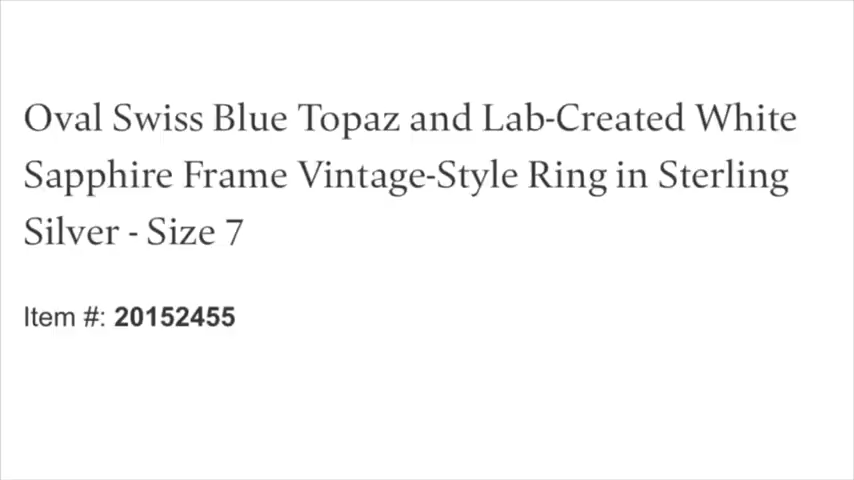 Oval Swiss Blue Topaz and Lab-Created White
Sapphire Frame Vintage-Style Ring in Sterling
Silver - Size 7
Item #: 20152455